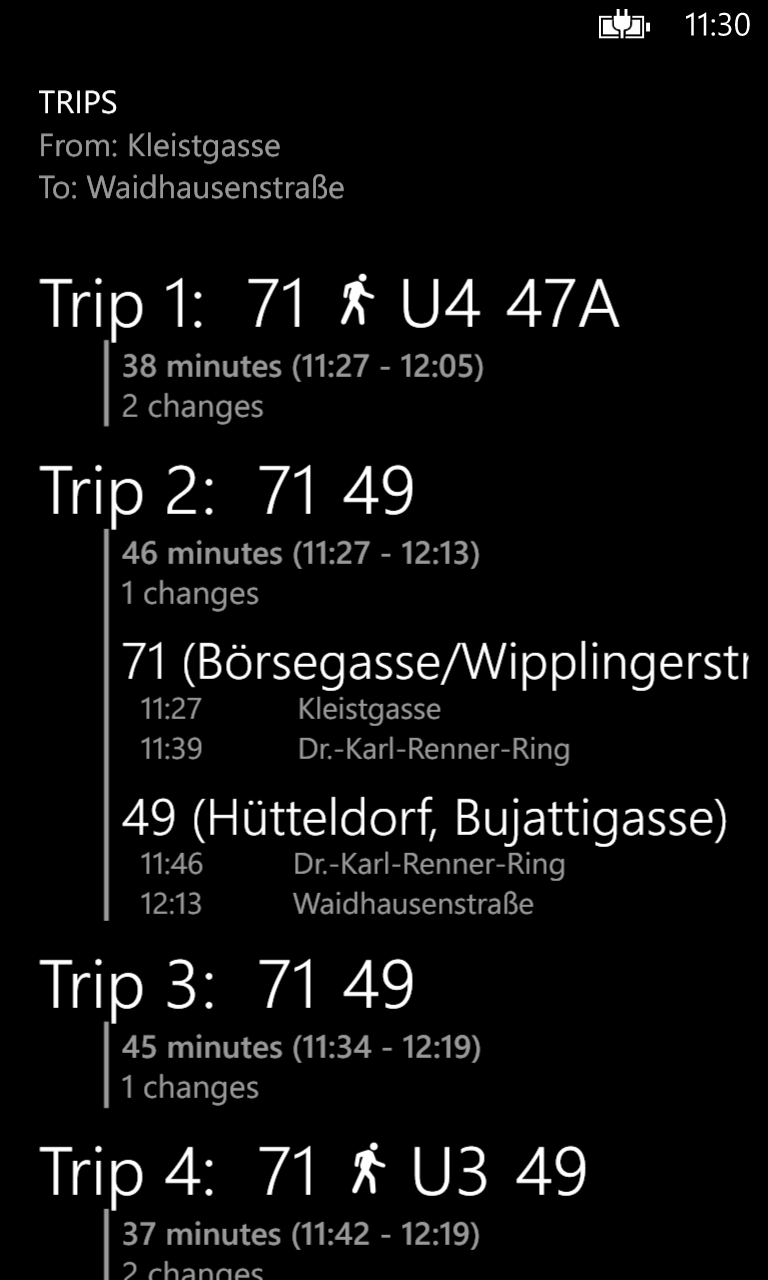 11:30
TRIPS
From: Kleistgasse
To: Waidhausenstraße
Trip 1: 71 U4 47A
38 minutes (11:27 - 12:05)
2 changes
Trip 2: 71 49
46 minutes (11:27 - 12:13)
1 changes
71 (Börsegasse/Wipplingerstr
11:27 Kleistgasse
11:39 Dr.-Karl-Renner-Ring
49 (Hütteldorf, Bujattigasse)
11:46 Dr.-Karl-Renner-Ring
12:13 Waidhausenstraße
Trip 3: 71 49
45 minutes (11:34 - 12:19)
1 changes
Trip 4: 71 U3 49
37 minutes (11:42 - 12:19)
2 changes